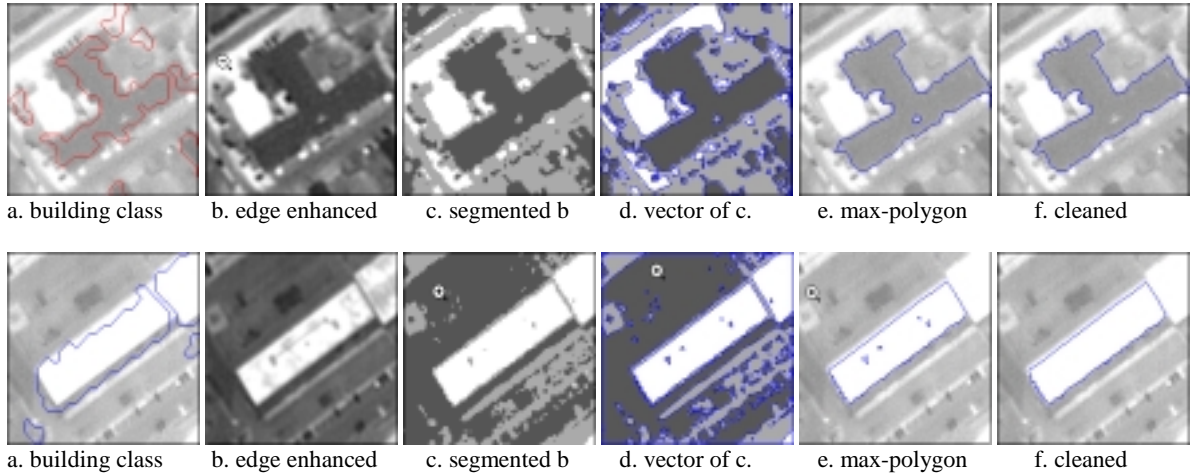 a. building class b. edge enhanced c. segmented b d. vector of c. e. max-polygon f. cleaned
a. building class b. edge enhanced c. segmented b d. vector of c. e. max-polygon f. cleaned